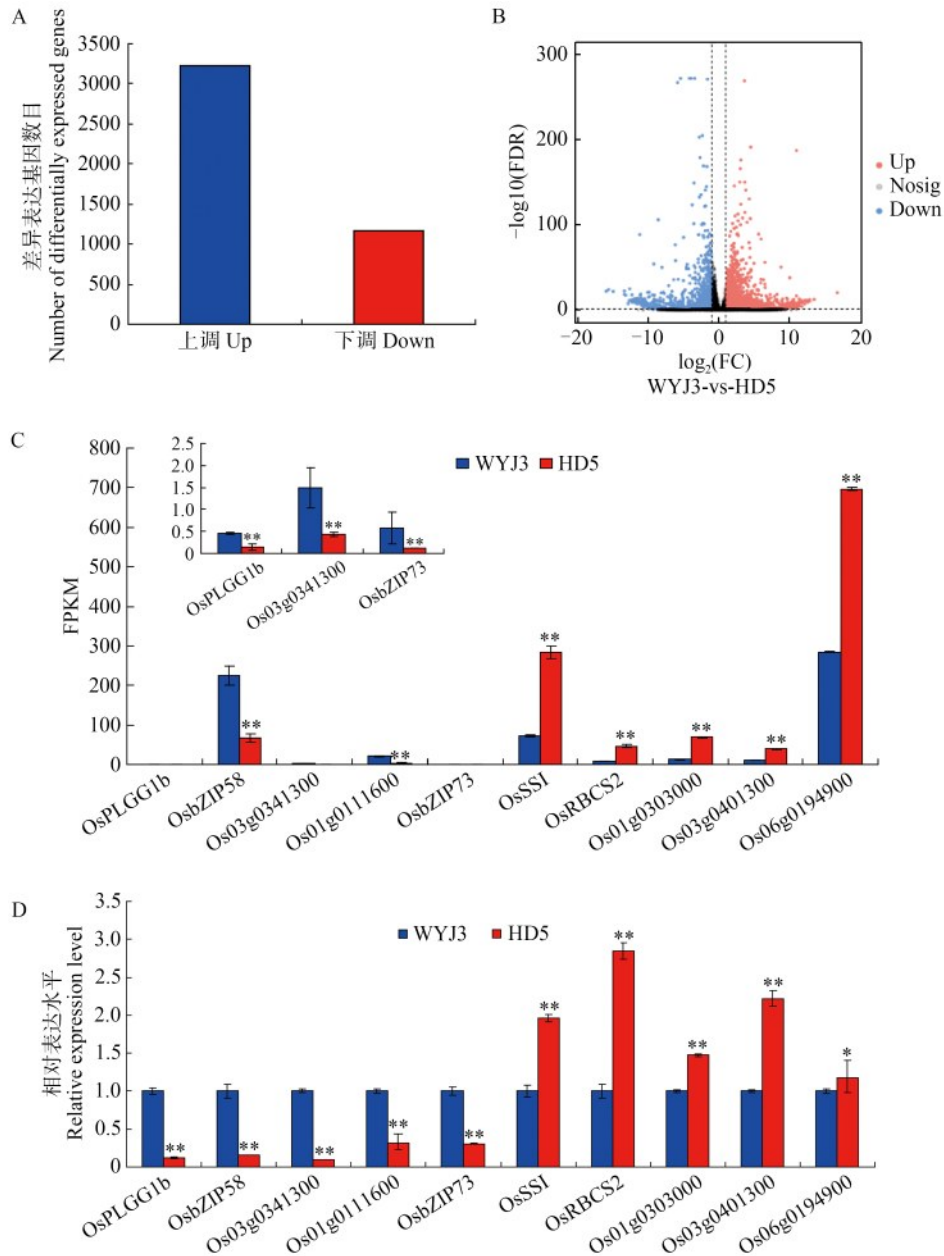 A
差异表达基因数目
Number of differentially expressed genes
3500
3000
2500
2000
1500
1000
500
0
上调 Up
下调 Down
B
300
200
100
0
−log10(FDR)
−20
−10
0
10
20
log₂(FC)
WYJ3-vs-HD5
Up
Nosig
Down
C
FPKM
800
700
600
500
400
300
200
100
0
2.5
2.0
1.5
1.0
0.5
0
** ** **
OsPLGG1b
Os03g0341300
OsbZIP73
WYJ3 HD5
** ** ** ** ** ** **
OsPLGG1b
OsbZIP58
Os03g0341300
Os01g0111600
OsbZIP73
OsSSI
OsRBCS2
Os01g0303000
Os03g0401300
Os06g0194900
D
相对表达水平
Relative expression level
3.5
3.0
2.5
2.0
1.5
1.0
0.5
0
WYJ3 HD5
** ** ** ** ** ** ** ** ** *
OsPLGG1b
OsbZIP58
Os03g0341300
Os01g0111600
OsbZIP73
OsSSI
OsRBCS2
Os01g0303000
Os03g0401300
Os06g0194900